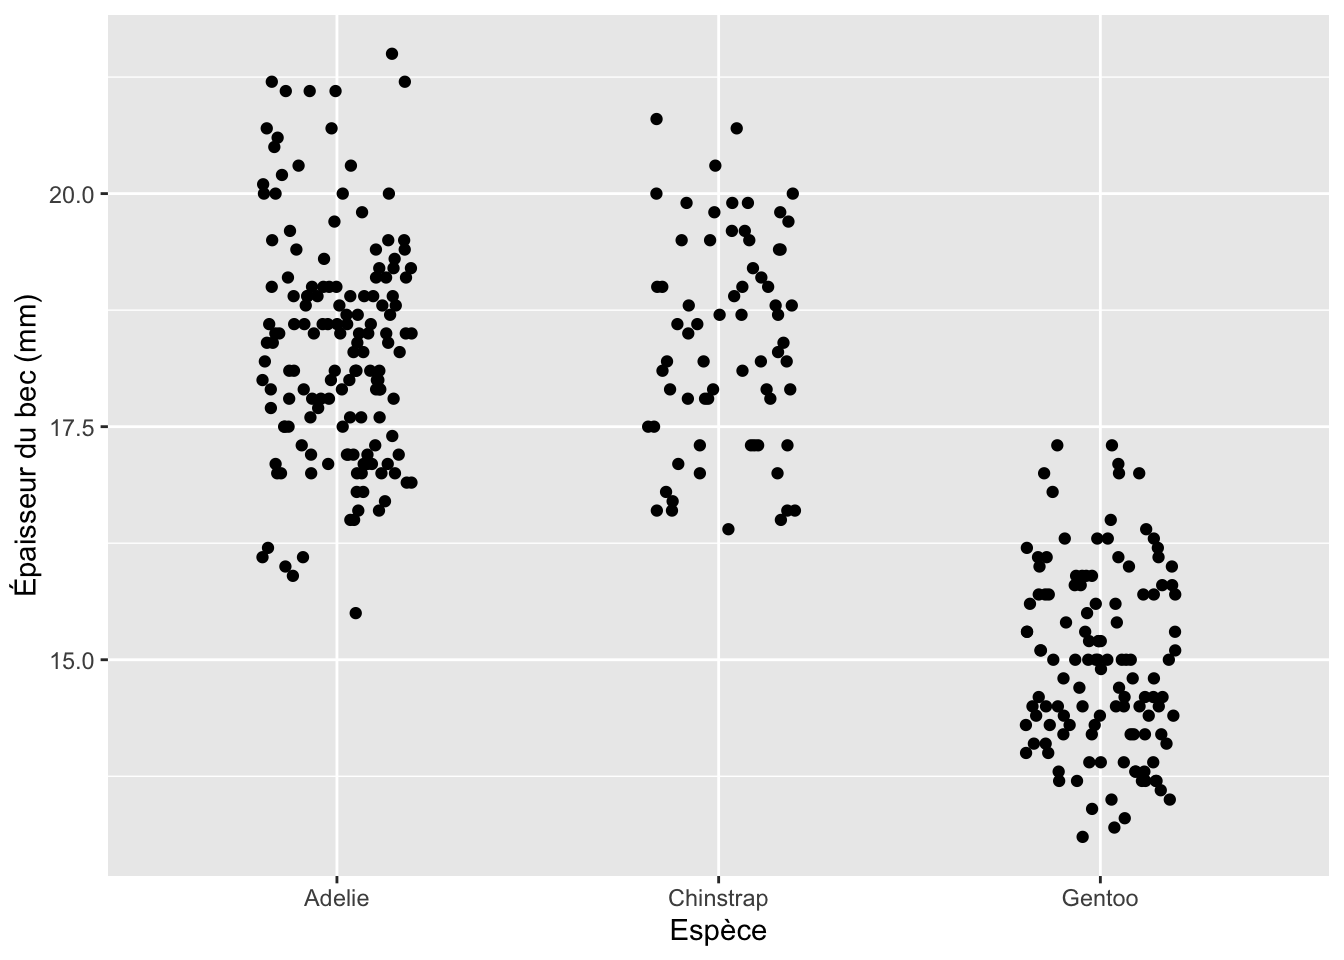 Épaisseur du bec (mm)
20.0
17.5
15.0
Adelie Chinstrap Gentoo
Espèce